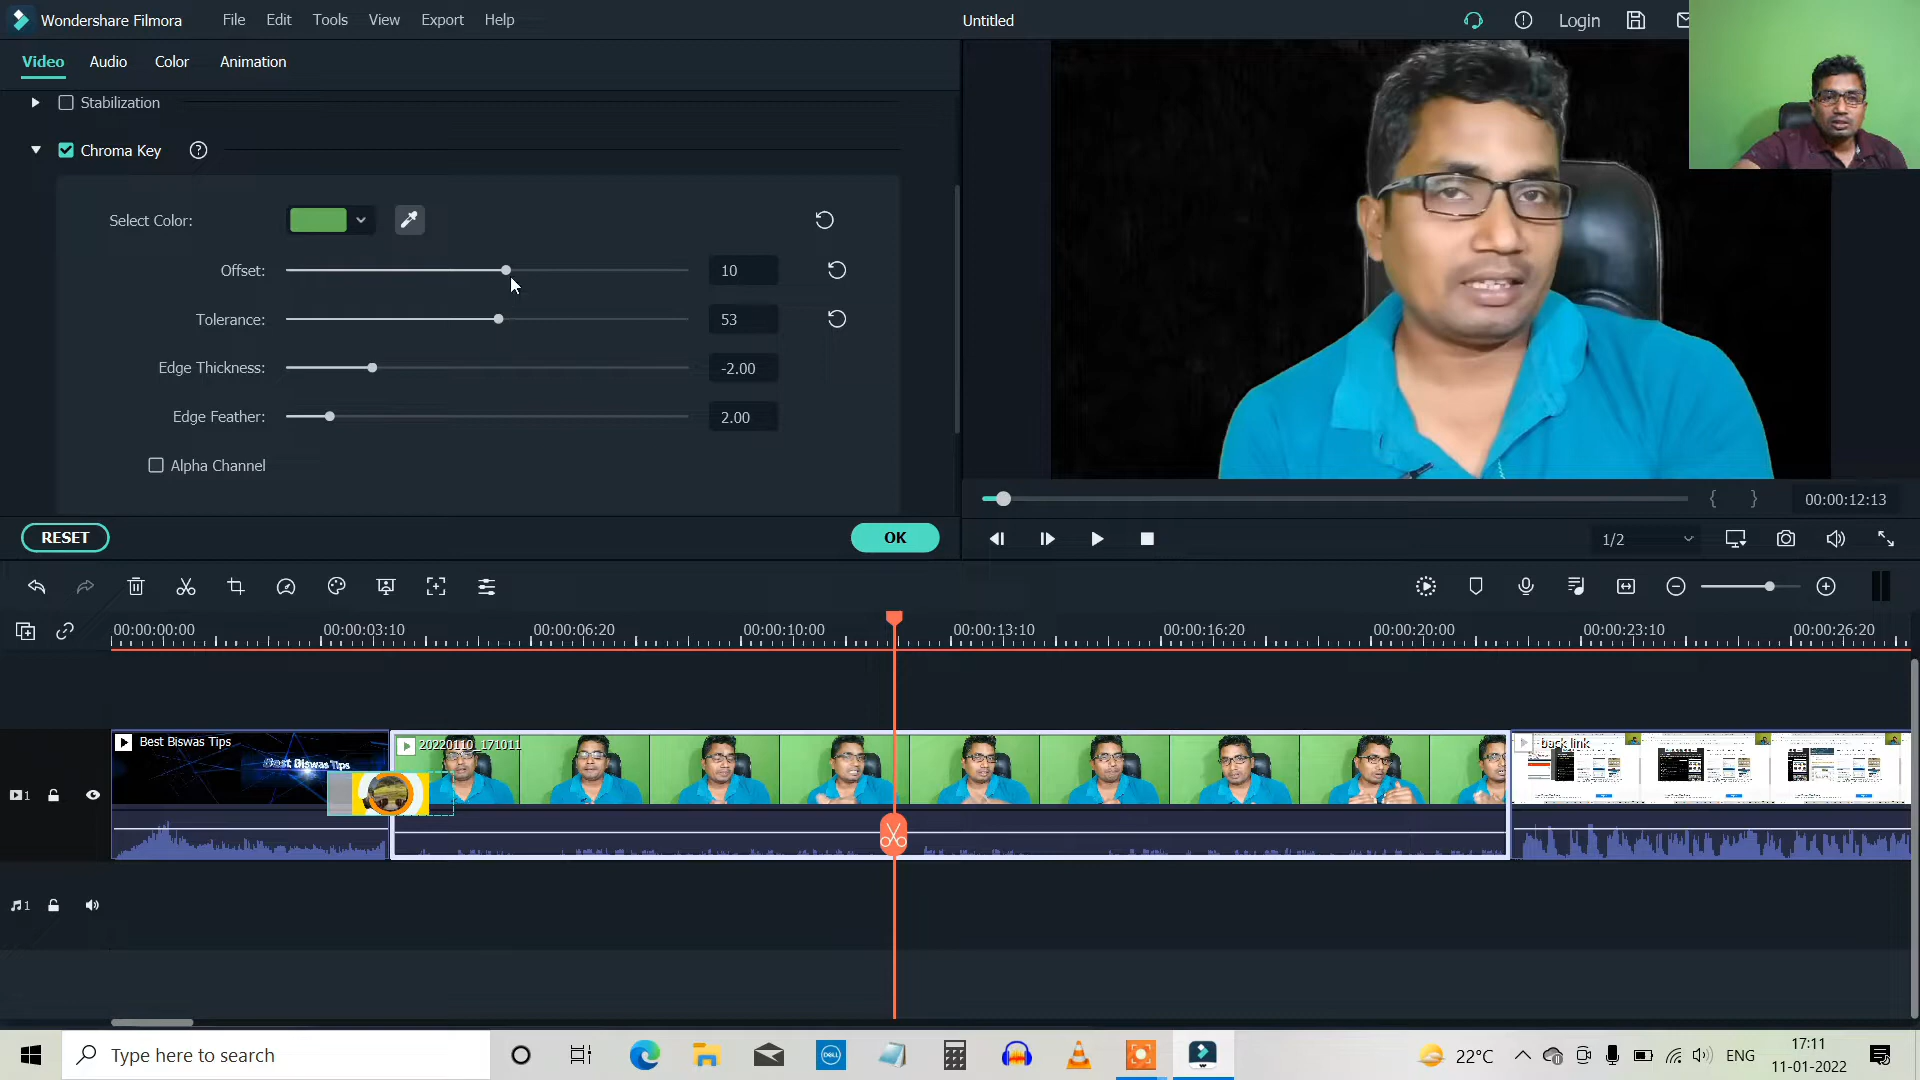 Wondershare Filmora File Edit Tools View Export Help Untitled Login
Video Audio Color Animation
Stabilization
Chroma Key
Select Color:
Offset: 10
Tolerance: 53
Edge Thickness: -2.00
Edge Feather: 2.00
Alpha Channel
RESET OK
00:00:12:13
1/2
00:00:00:00 00:00:03:10 00:00:06:20 00:00:10:00 00:00:13:10 00:00:16:20 00:00:20:00 00:00:23:10 00:00:26:20
Best Biswas Tips
20220110_171011
back link
Best Biswas Tips
1
1
Type here to search
DELL
22°C
ENG
17:11
11-01-2022